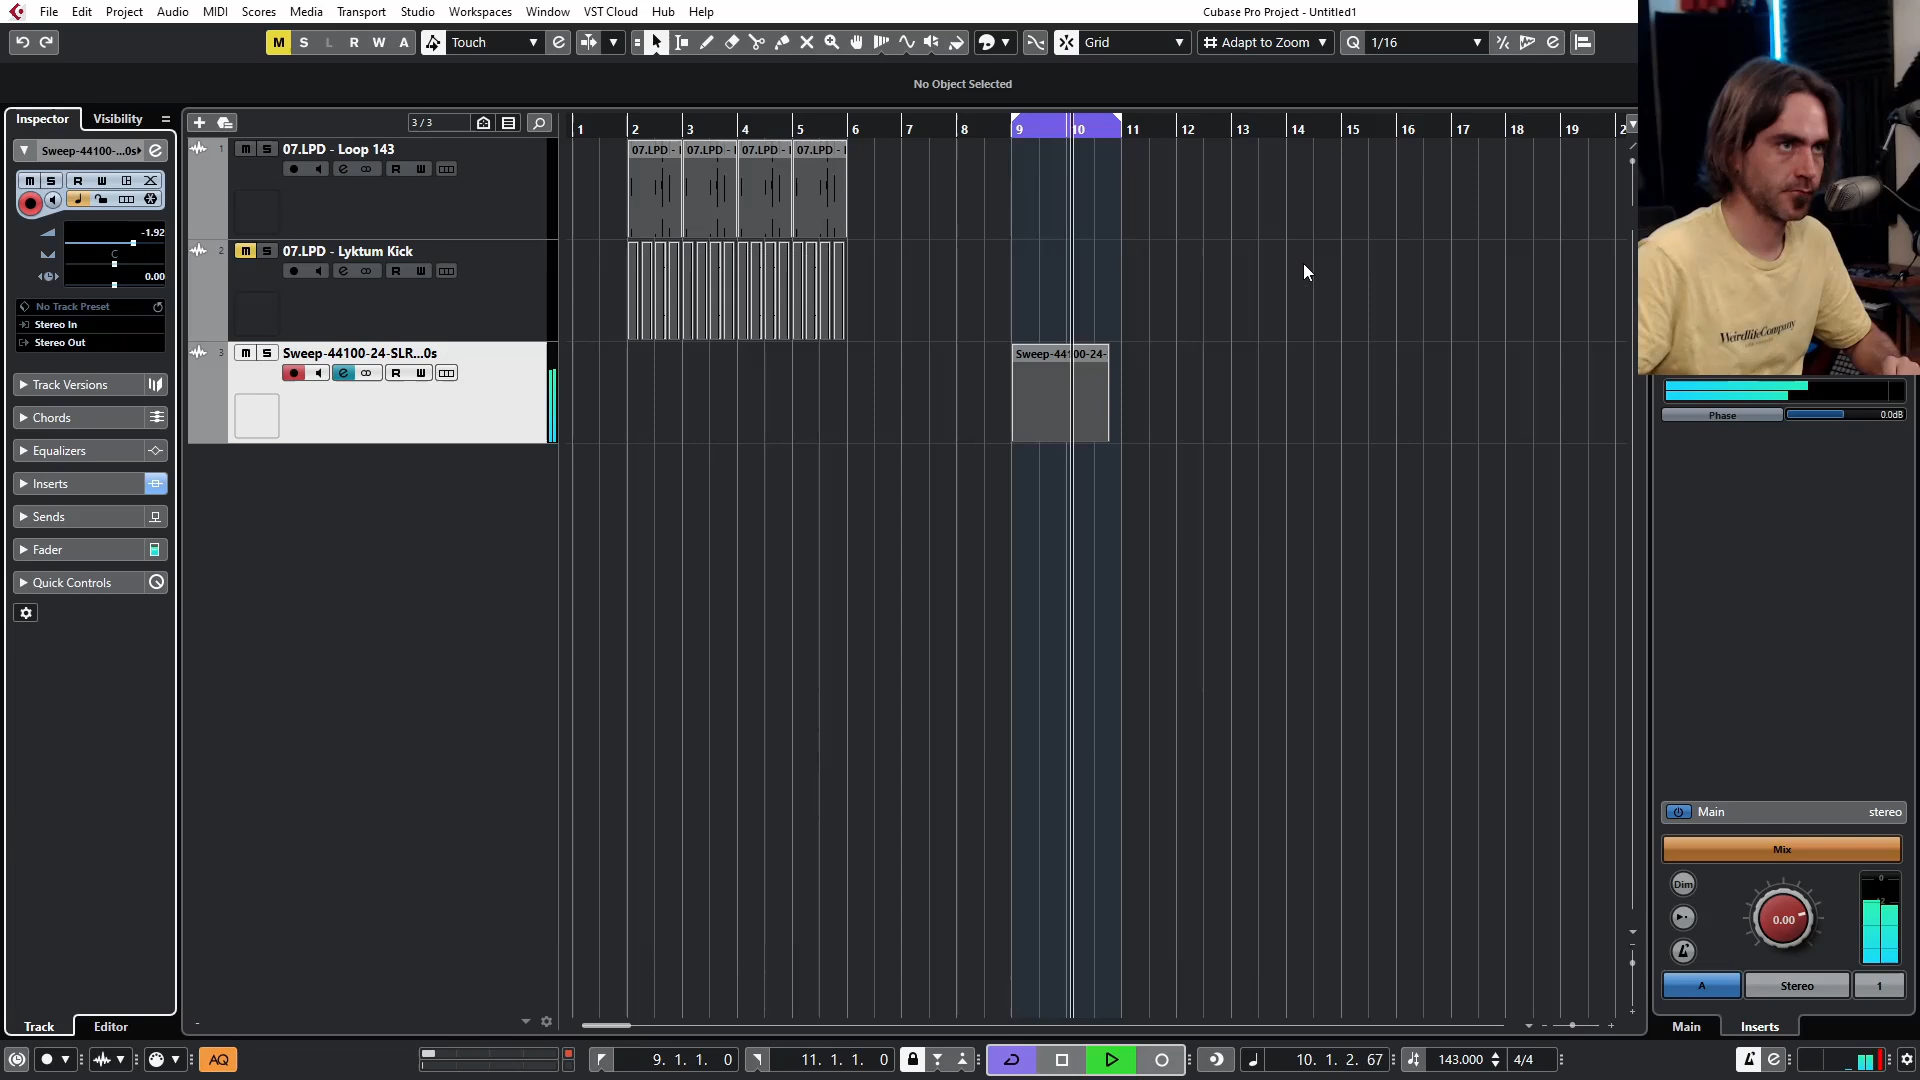 File Edit Project Audio MIDI Scores Media Transport Studio Workspaces Window VST Cloud Hub Help
Cubase Pro Project - Untitled1
M S L R W A Touch Grid Adapt to Zoom 1/16
No Object Selected
Inspector Visibility
Sweep-44100-...0s
M S R W
-1.92
C
0.00
No Track Preset
Stereo In
Stereo Out
Track Versions
Chords
Equalizers
Inserts
Sends
Fader
Quick Controls
Track Editor
3 / 3
1 2 3 4 5 6 7 8 9 10 11 12 13 14 15 16 17 18 19 2
1 M S 07.LPD - Loop 143
R W
07.LPD - 07.LPD - 07.LPD - 07.LPD -
2 M S 07.LPD - Lyktum Kick
R W
3 M S Sweep-44100-24-SLR...0s
R W
Sweep-44100-24-
WeirdlifeCompany
Phase 0.0dB
Main stereo
Mix
Dim
0.00
A Stereo 1
Main Inserts
AQ 9. 1. 1. 0 11. 1. 1. 0 10. 1. 2. 67 143.000 4/4